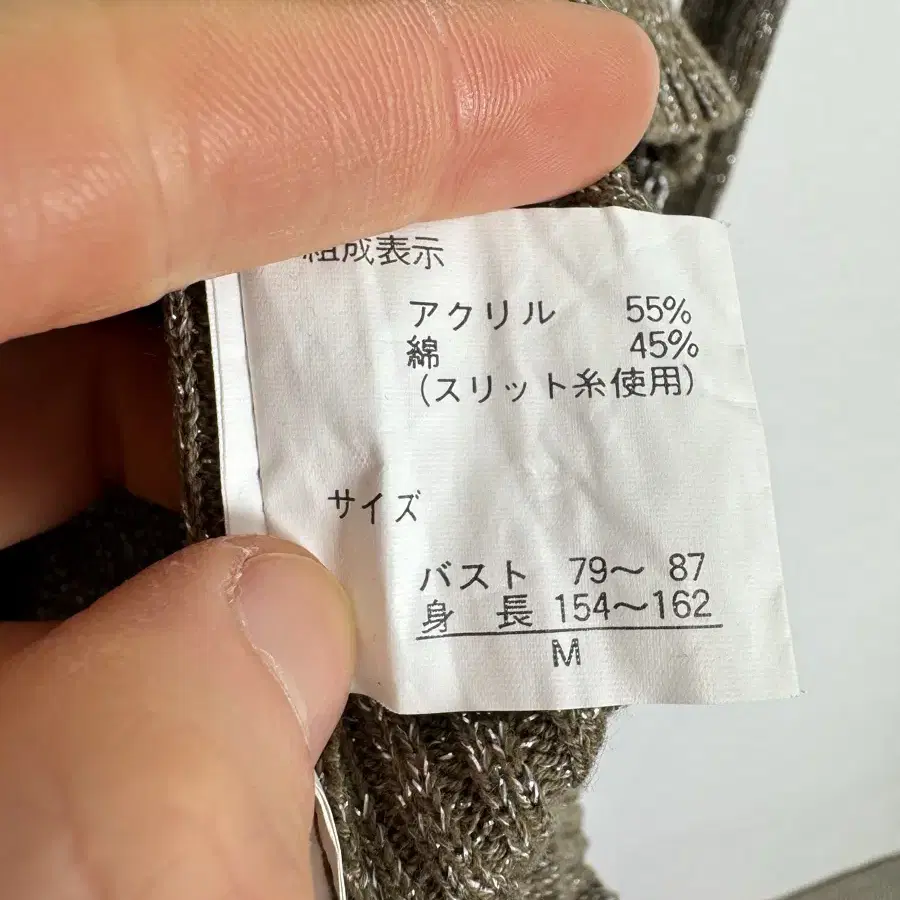 組成表示
アクリル 55%
綿 45%
(スリット糸使用)
サイズ
バスト 79〜 87
身 長 154〜162
M